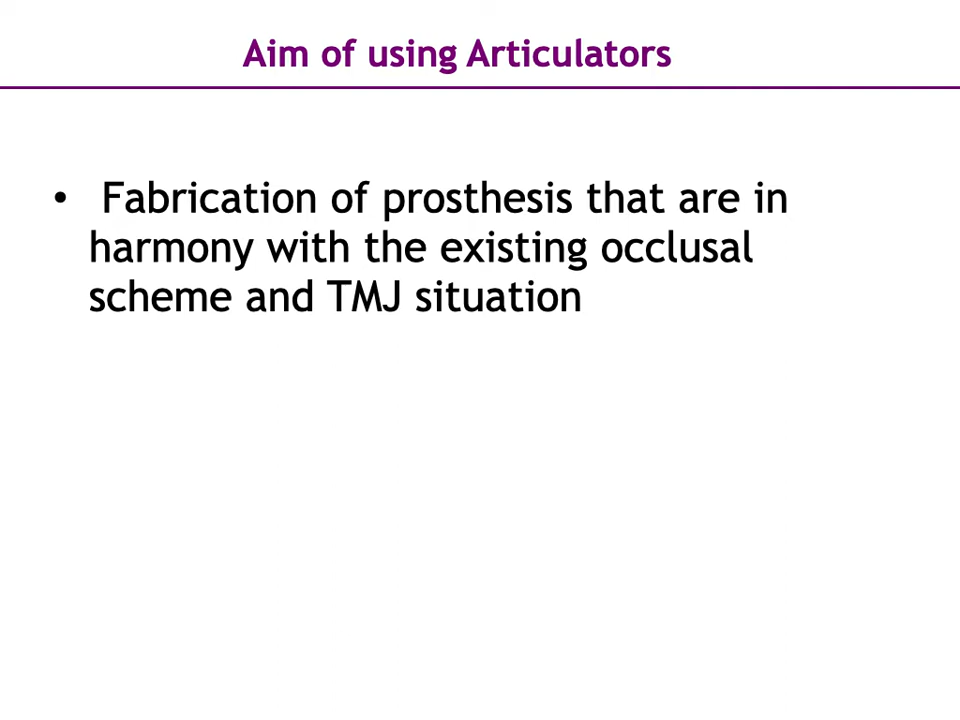 Aim of using Articulators
• Fabrication of prosthesis that are in
harmony with the existing occlusal
scheme and TMJ situation